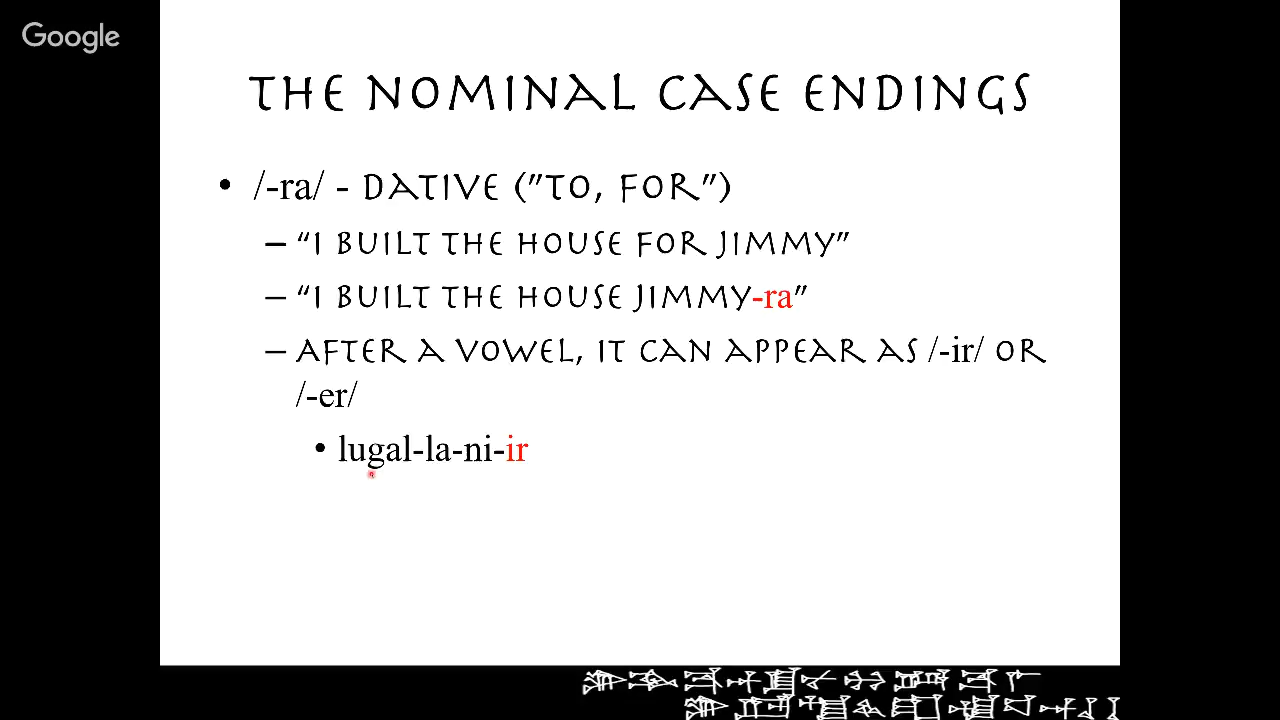 Google
THE NOMINAL CASE ENDINGS
• /-ra/ - DATIVE ("TO, FOR")
– “I BUILT THE HOUSE FOR JIMMY”
– “I BUILT THE HOUSE JIMMY-ra”
– AFTER A VOWEL, IT CAN APPEAR AS /-ir/ OR
/-er/
• lugal-la-ni-ir